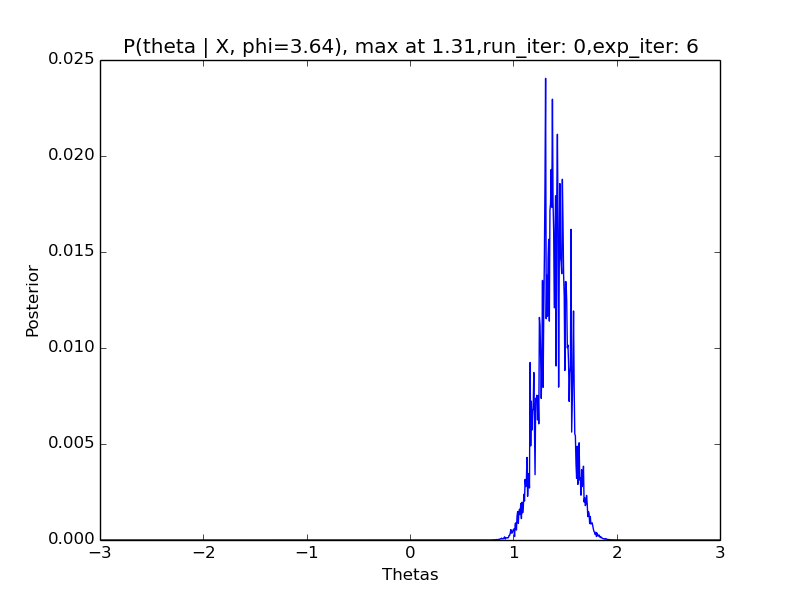 P(theta | X, phi=3.64), max at 1.31,run_iter: 0,exp_iter: 6
0.025
0.020
0.015
0.010
0.005
0.000
Posterior
−3 −2 −1 0 1 2 3
Thetas